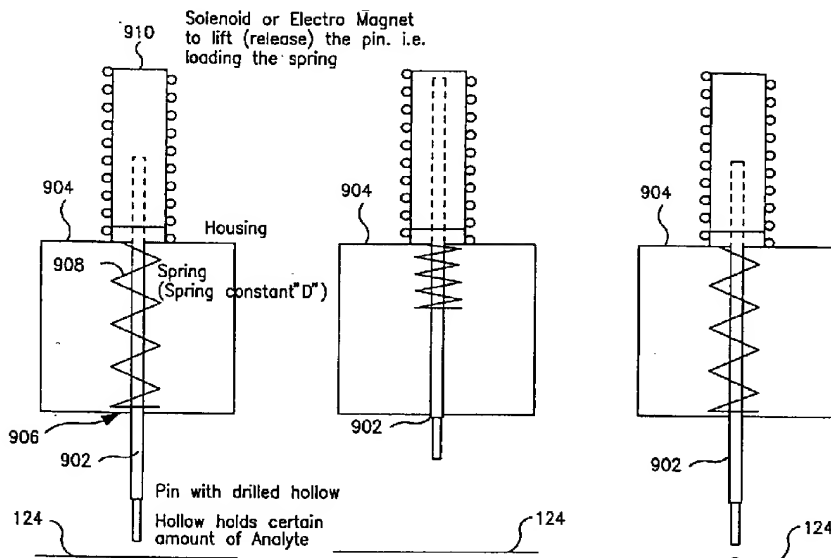 Solenoid or Electro Magnet
to lift (release) the pin. i.e.
loading the spring
910
904
Housing
908
Spring
(Spring constant"D")
906
902
Pin with drilled hollow
Hollow holds certain
amount of Analyte
124
904
902
124
904
902
124